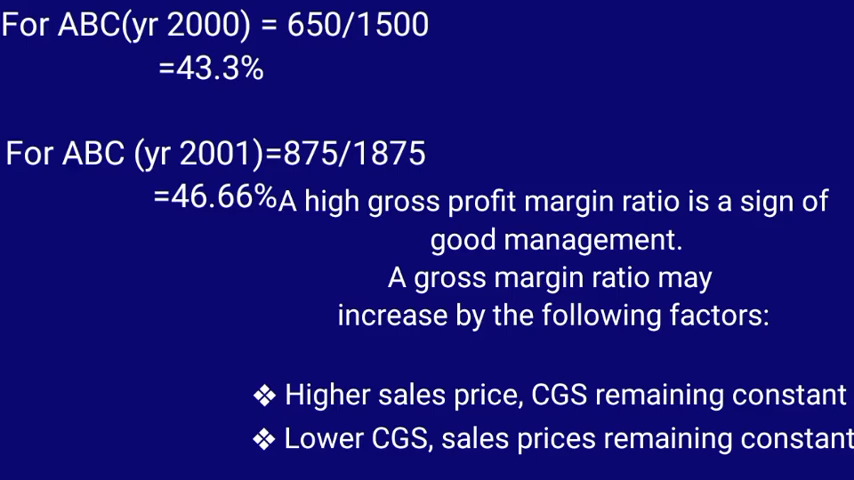 For ABC(yr 2000) = 650/1500
=43.3%
For ABC (yr 2001)=875/1875
=46.66%
A high gross profit margin ratio is a sign of
good management.
A gross margin ratio may
increase by the following factors:
❖ Higher sales price, CGS remaining constant
❖ Lower CGS, sales prices remaining constant